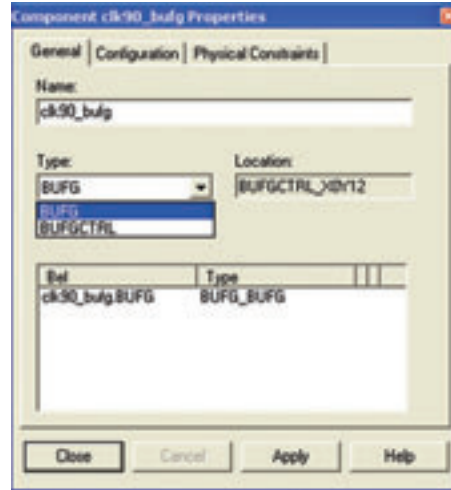 Component clk90_bufg Properties
General Configuration Physical Constraints
Name:
clk90_bufg
Type: Location:
BUFG BUFGCTRL_X0Y12
BUFG
BUFGCTRL
Bel Type
clk90_bufg.BUFG BUFG_BUFG
Close Cancel Apply Help